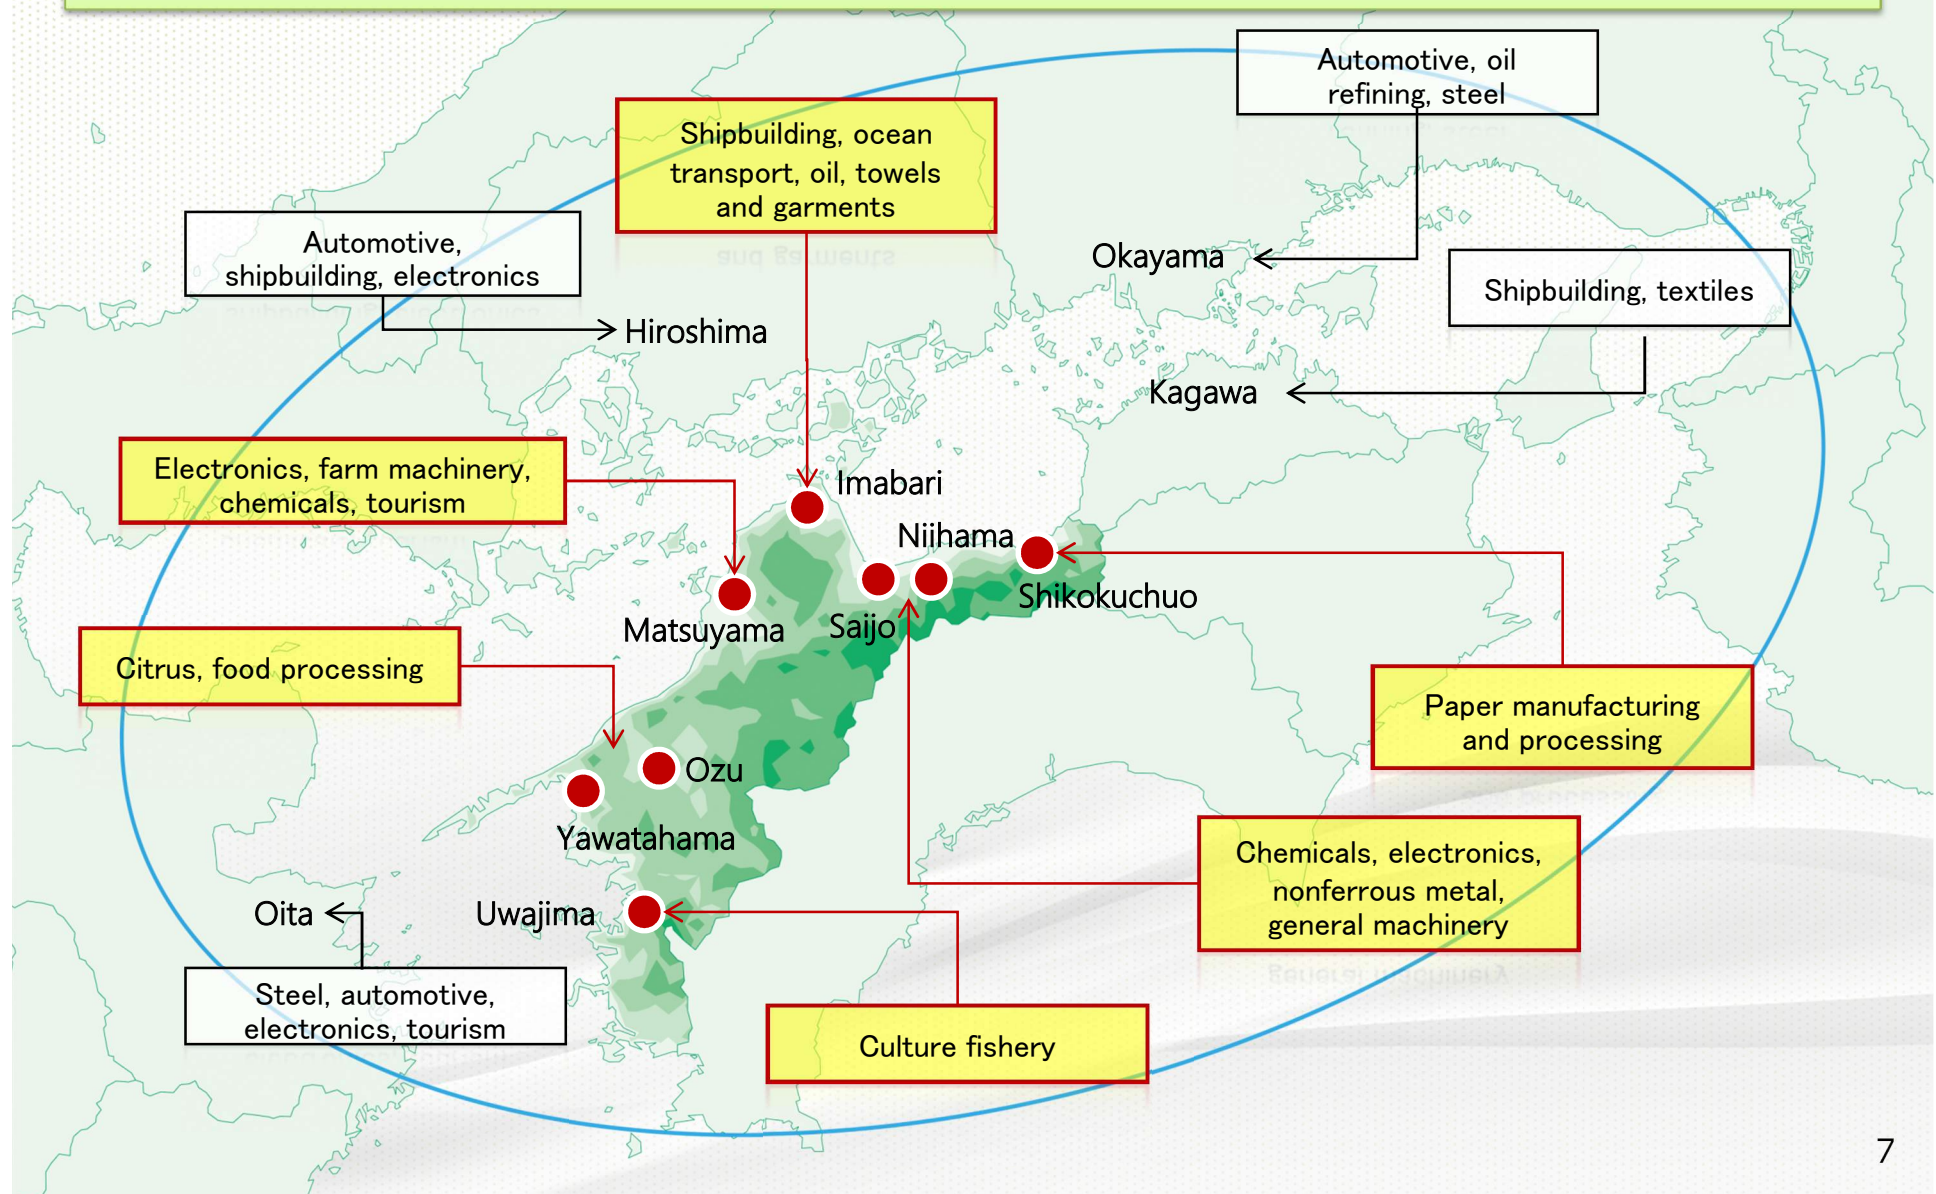 Automotive, oil
refining, steel
Shipbuilding, ocean
transport, oil, towels
and garments
Automotive,
shipbuilding, electronics
Okayama
Shipbuilding, textiles
Hiroshima
Kagawa
Electronics, farm machinery,
chemicals, tourism
Imabari
Niihama
Shikokuchuo
Matsuyama
Saijo
Citrus, food processing
Paper manufacturing
and processing
Ozu
Yawatahama
Chemicals, electronics,
nonferrous metal,
general machinery
Oita
Uwajima
Steel, automotive,
electronics, tourism
Culture fishery
7